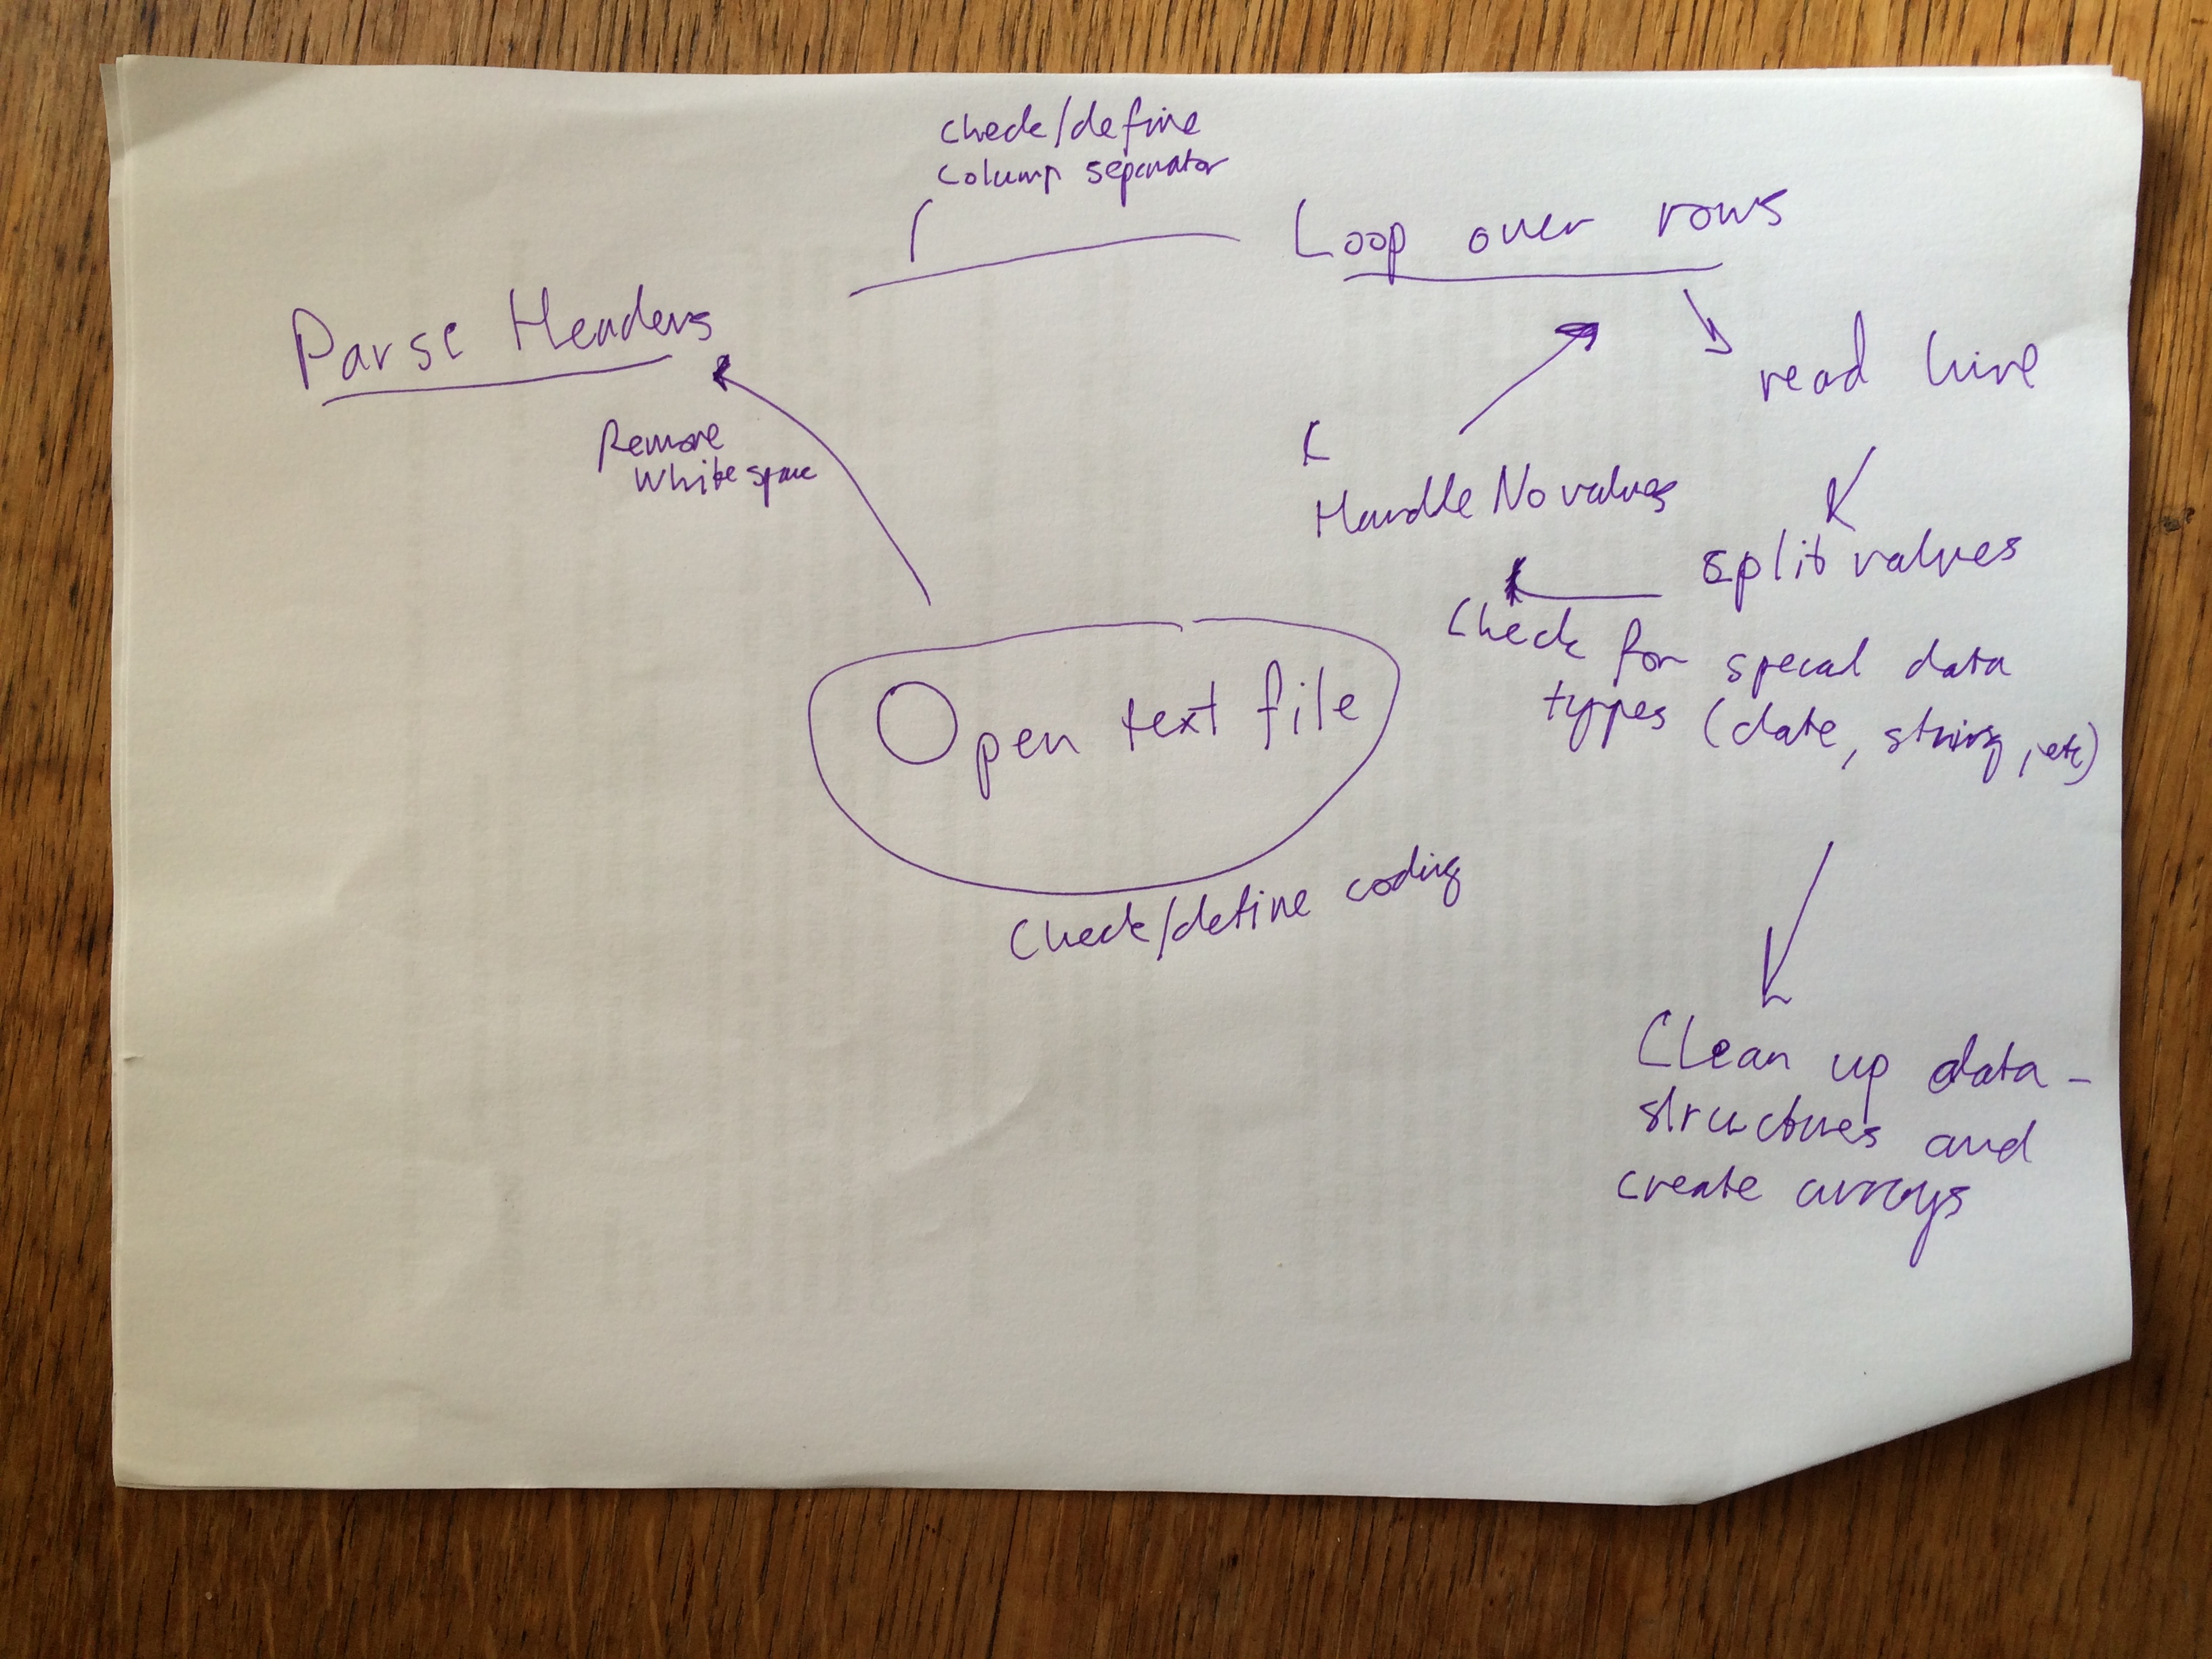 Check/define
column separator
Loop over rows
Parse Headers
read line
Remove
White space
Handle No values
split values
Check for special data
types (date, string, etc)
Open text file
Check/define coding
Clean up data-
structures and
create arrays